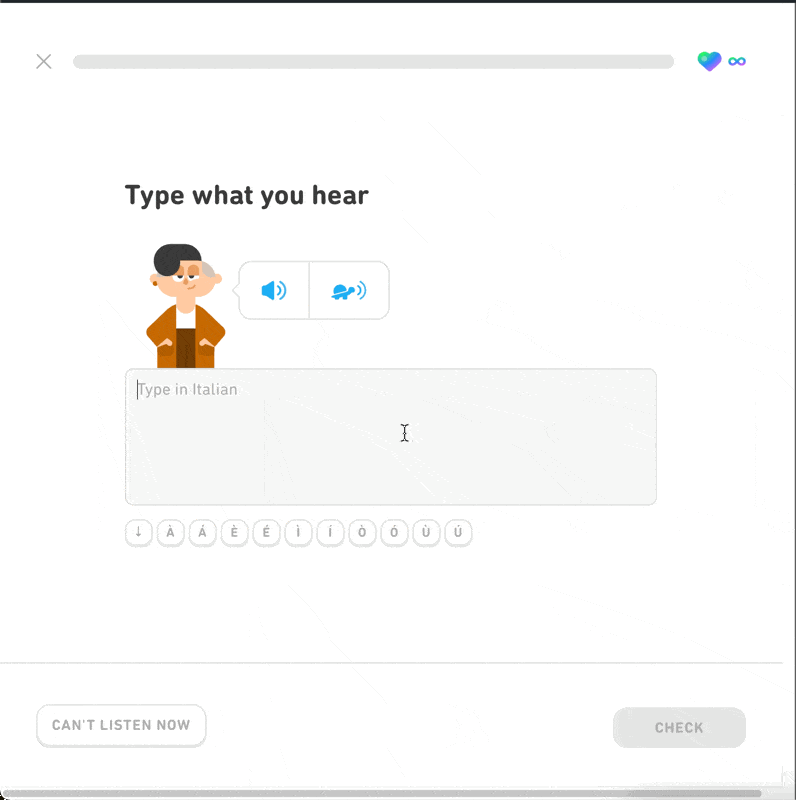 Type what you hear
Type in Italian
↓ À Á È É Ì Í Ò Ó Ù Ú
CAN'T LISTEN NOW
CHECK